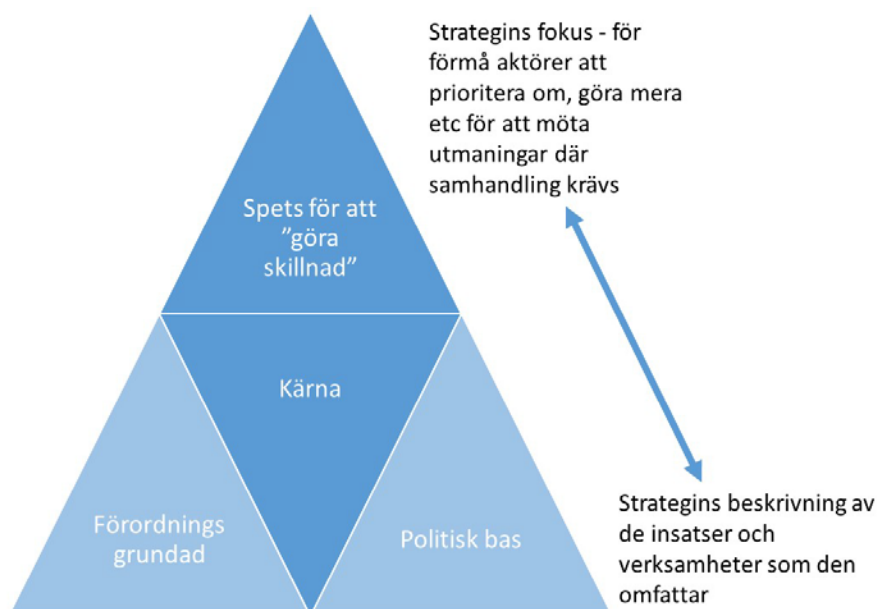 Strategins fokus - för
förmå aktörer att
prioritera om, göra mera
etc för att möta
utmaningar där
samhandling krävs
Spets för att
”göra
skillnad”
Kärna
Förordnings
grundad
Politisk bas
Strategins beskrivning av
de insatser och
verksamheter som den
omfattar